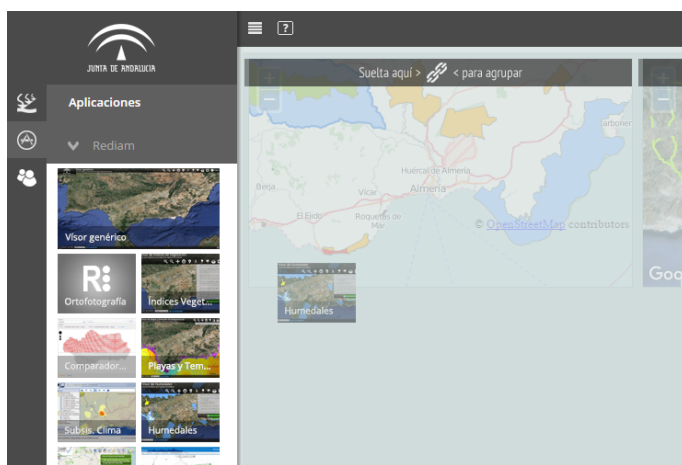 JUNTA DE ANDALUCIA
?
Aplicaciones
Rediam
Visor genérico
R:
Ortofotografía
Índices Veget...
Comparador...
Playas y Tem...
Subsis. Clima
Humedales
Suelta aquí > < para agrupar
+
−
Carboner
Huércal de Almería
Berja
Vícar
Almería
El Ejido
Roquetas de
Mar
© OpenStreetMap contributors
Humedales
+
−
Goo